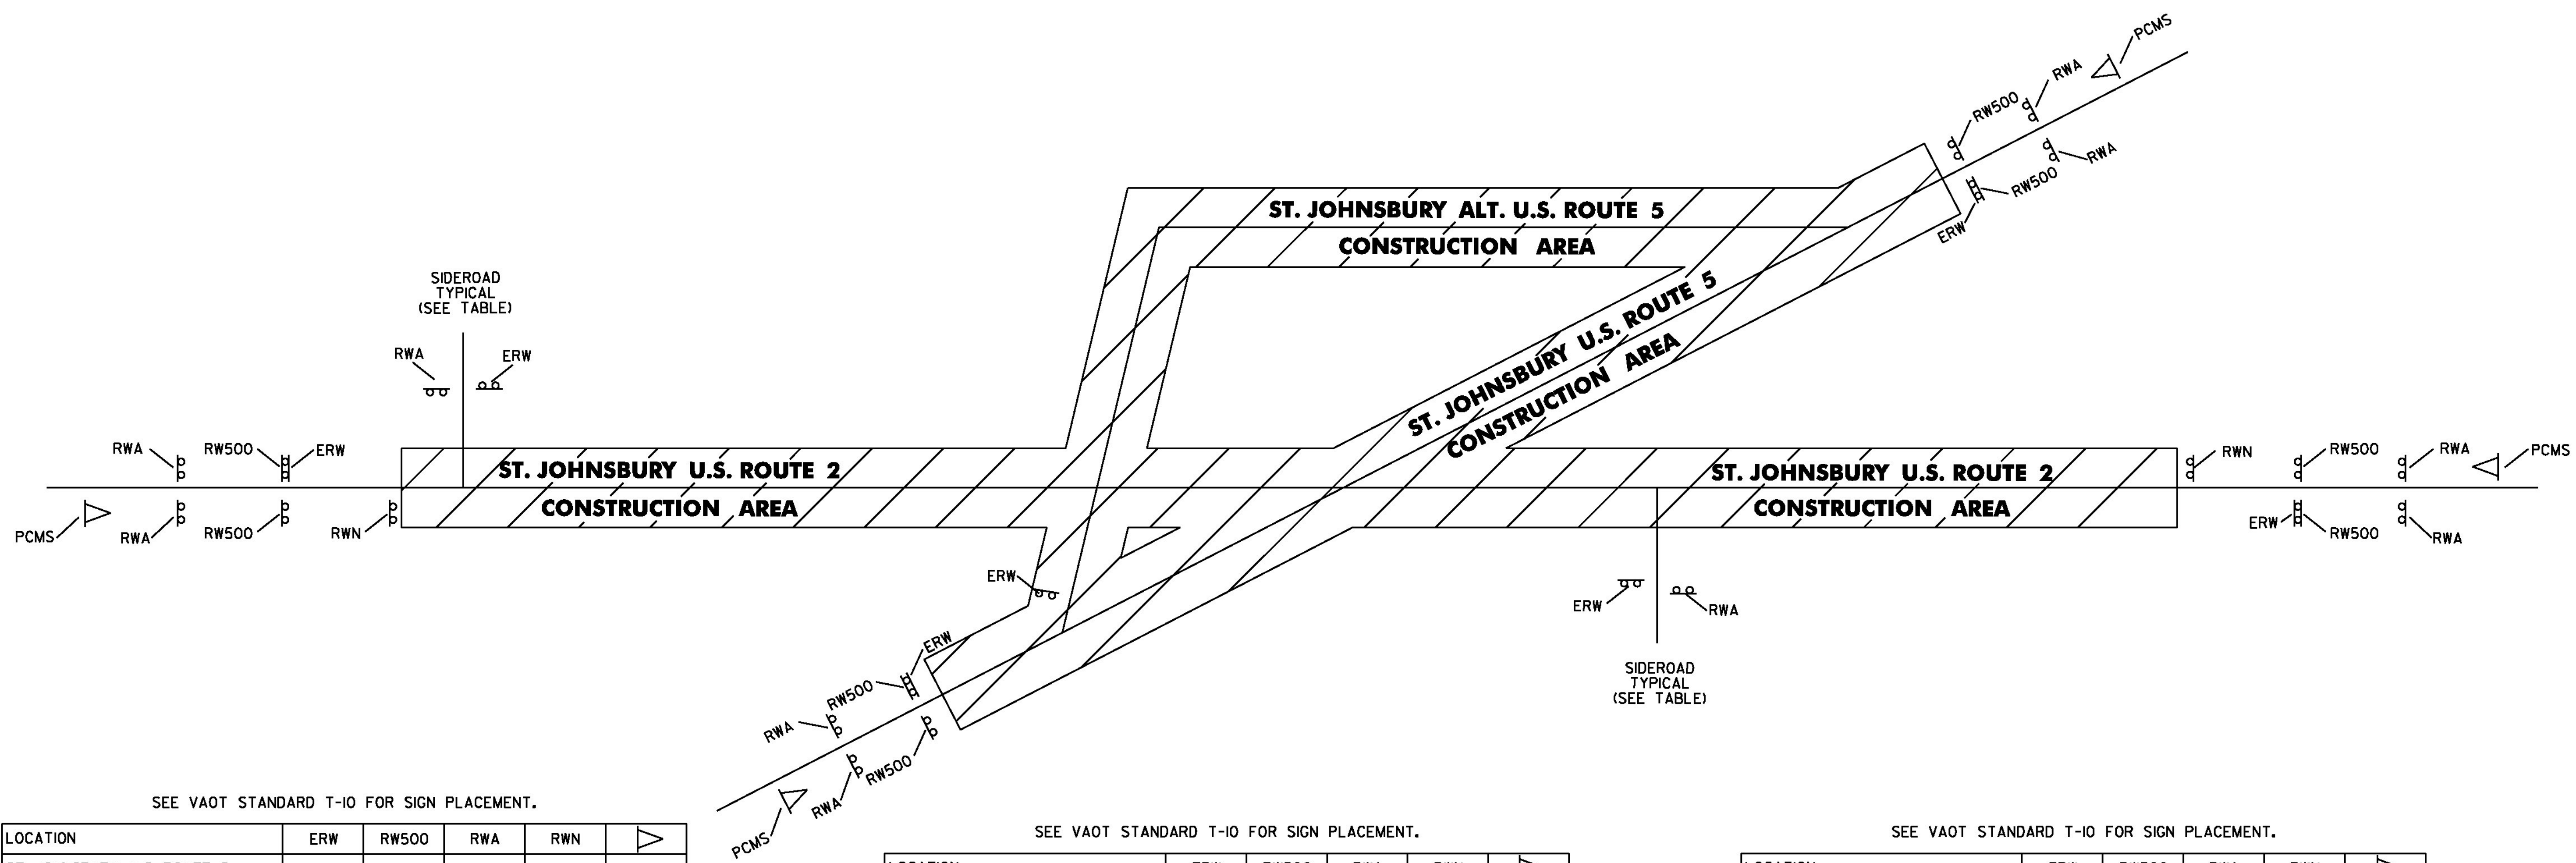 PCMS
RWA
RW500
RWA
RW500
ERW
ST. JOHNSBURY ALT. U.S. ROUTE 5
CONSTRUCTION AREA
SIDEROAD
TYPICAL
(SEE TABLE)
RWA
ERW
ST. JOHNSBURY U.S. ROUTE 5
CONSTRUCTION AREA
RWA
RW500
ERW
ST. JOHNSBURY U.S. ROUTE 2
CONSTRUCTION AREA
PCMS
RWA
RW500
RWN
ST. JOHNSBURY U.S. ROUTE 2
CONSTRUCTION AREA
RWN
RW500
RWA
PCMS
ERW
RW500
RWA
ERW
ERW
RWA
SIDEROAD
TYPICAL
(SEE TABLE)
ERW
RW500
RWA
RW500
RWA
PCMS
SEE VAOT STANDARD T-10 FOR SIGN PLACEMENT.
LOCATION ERW RW500 RWA RWN
SEE VAOT STANDARD T-10 FOR SIGN PLACEMENT.
SEE VAOT STANDARD T-10 FOR SIGN PLACEMENT.